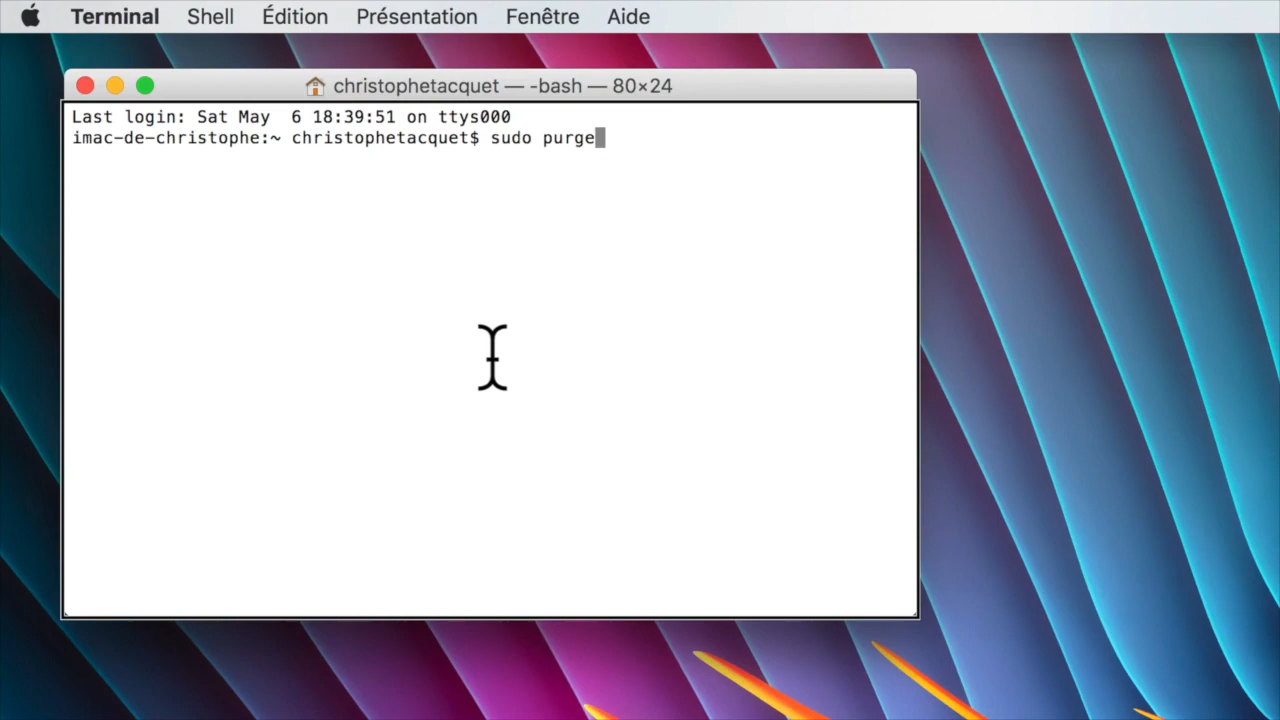 Terminal Shell Édition Présentation Fenêtre Aide
christophetacquet — -bash — 80×24
Last login: Sat May  6 18:39:51 on ttys000
imac-de-christophe:~ christophetacquet$ sudo purge